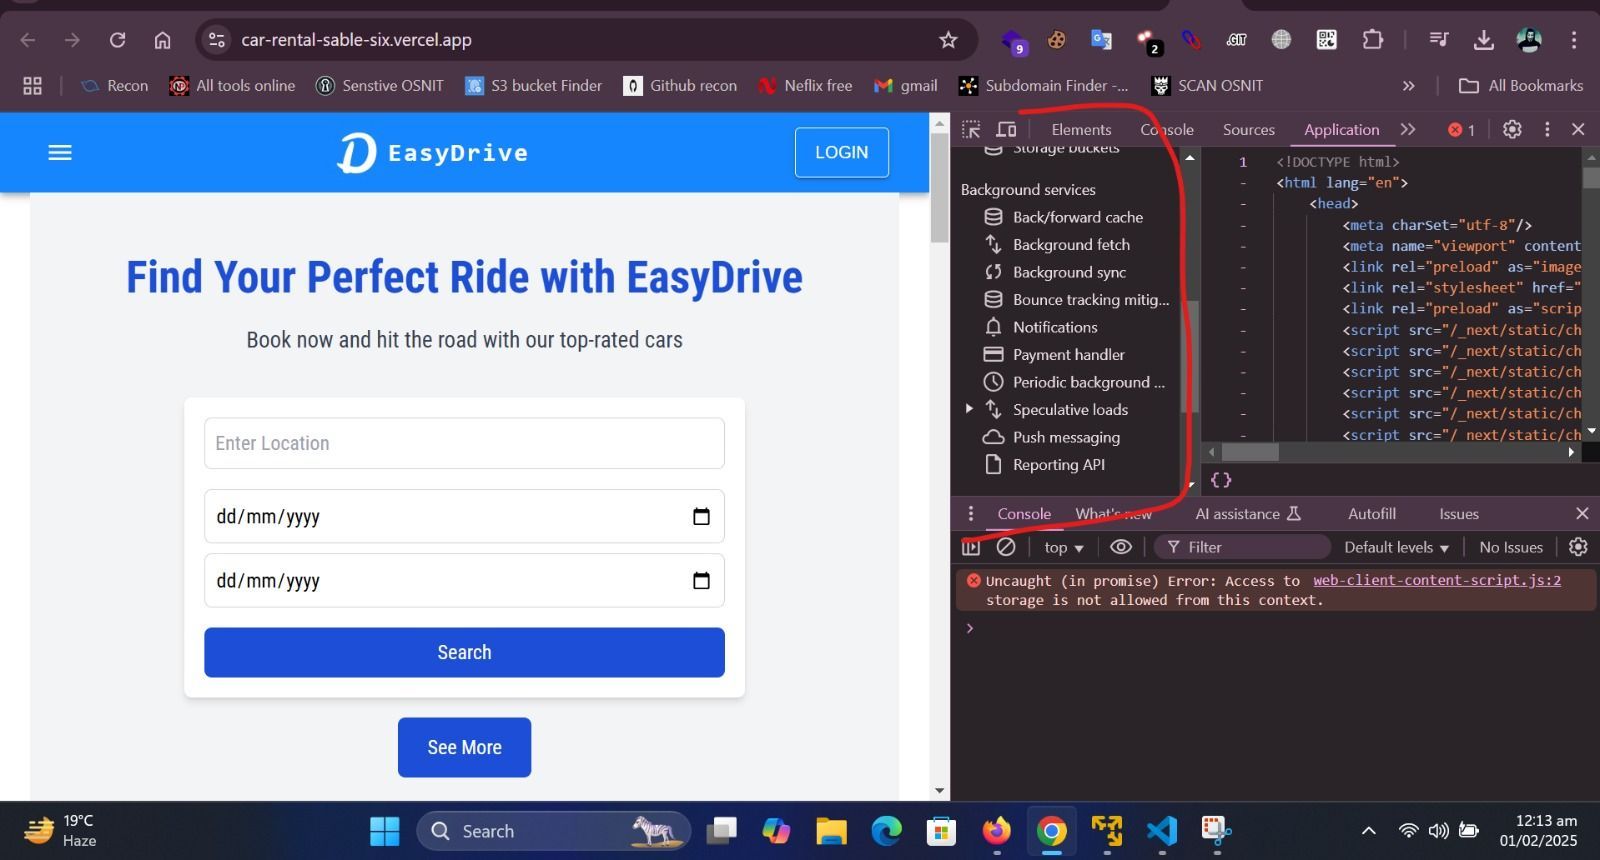 car-rental-sable-six.vercel.app
9
2
.GIT
Recon
All tools online
Senstive OSNIT
S3 bucket Finder
Github recon
Neflix free
gmail
Subdomain Finder -...
SCAN OSNIT
»
All Bookmarks
EasyDrive
LOGIN
Find Your Perfect Ride with EasyDrive
Book now and hit the road with our top-rated cars
Enter Location
dd/mm/yyyy
dd/mm/yyyy
Search
See More
Elements
Console
Sources
Application
»
1
Storage buckets
Background services
Back/forward cache
Background fetch
Background sync
Bounce tracking mitig...
Notifications
Payment handler
Periodic background ...
Speculative loads
Push messaging
Reporting API
1 <!DOCTYPE html>
- <html lang="en">
- <head>
- <meta charSet="utf-8"/>
- <meta name="viewport" content
- <link rel="preload" as="image
- <link rel="stylesheet" href="
- <link rel="preload" as="scrip
- <script src="/_next/static/ch
- <script src="/_next/static/ch
- <script src="/_next/static/ch
- <script src="/_next/static/ch
- <script src="/_next/static/ch
- <script src="/_next/static/ch
{}
Console
What's new
AI assistance
Autofill
Issues
top
Filter
Default levels
No Issues
Uncaught (in promise) Error: Access to web-client-content-script.js:2
storage is not allowed from this context.
19°C
Haze
Search
12:13 am
01/02/2025